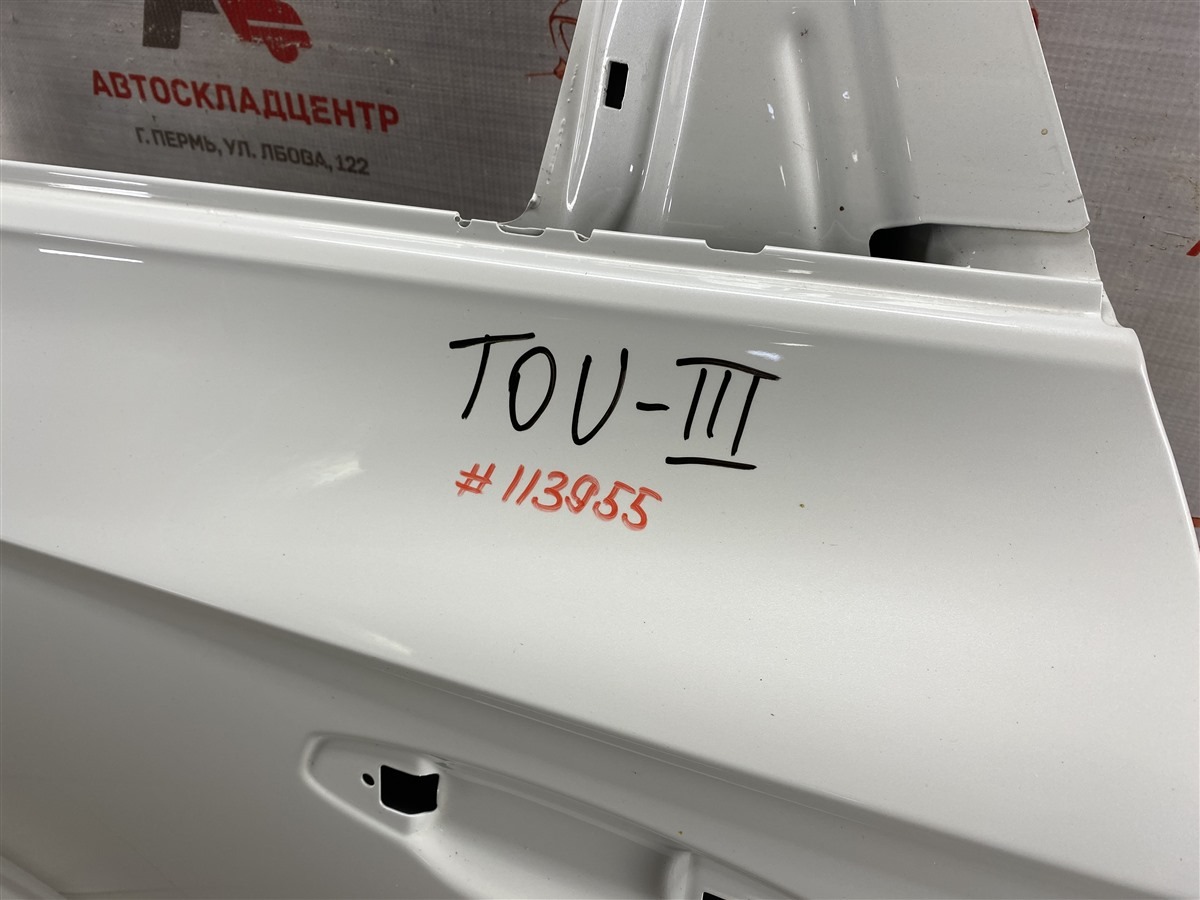 АВТОСКЛАДЦЕНТР
Г. ПЕРМЬ, УЛ. ЛБОВА, 122
TOU-III
#113955